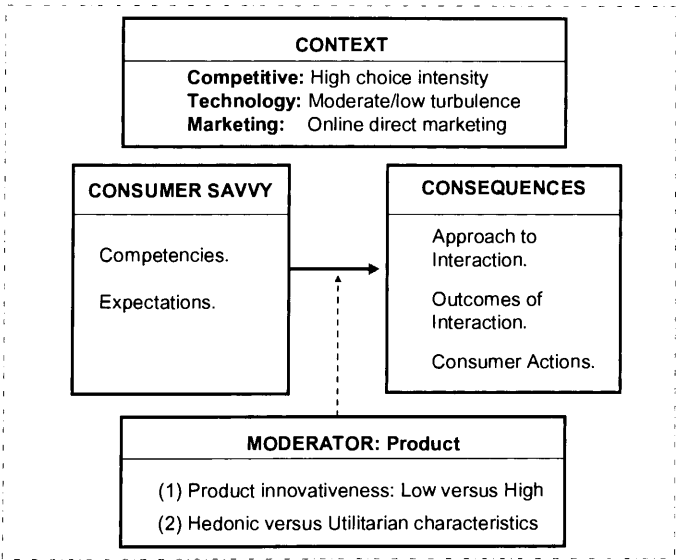 CONTEXT
Competitive: High choice intensity
Technology: Moderate/low turbulence
Marketing: Online direct marketing
CONSUMER SAVVY
Competencies.
Expectations.
CONSEQUENCES
Approach to
Interaction.
Outcomes of
Interaction.
Consumer Actions.
MODERATOR: Product
(1) Product innovativeness: Low versus High
(2) Hedonic versus Utilitarian characteristics